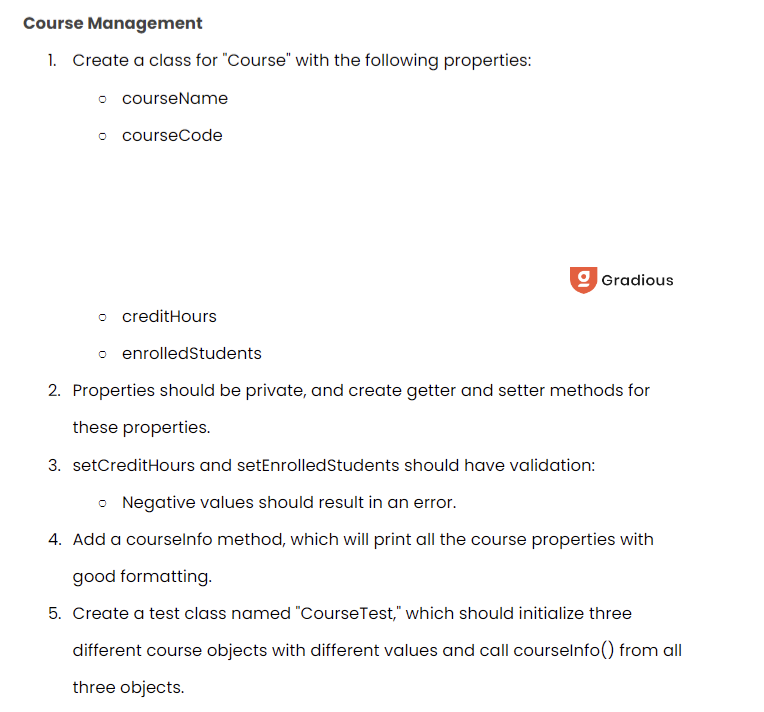 Course Management
1. Create a class for "Course" with the following properties:
○ courseName
○ courseCode
Gradious
○ creditHours
○ enrolledStudents
2. Properties should be private, and create getter and setter methods for
these properties.
3. setCreditHours and setEnrolledStudents should have validation:
○ Negative values should result in an error.
4. Add a courseInfo method, which will print all the course properties with
good formatting.
5. Create a test class named "CourseTest," which should initialize three
different course objects with different values and call courseInfo() from all
three objects.